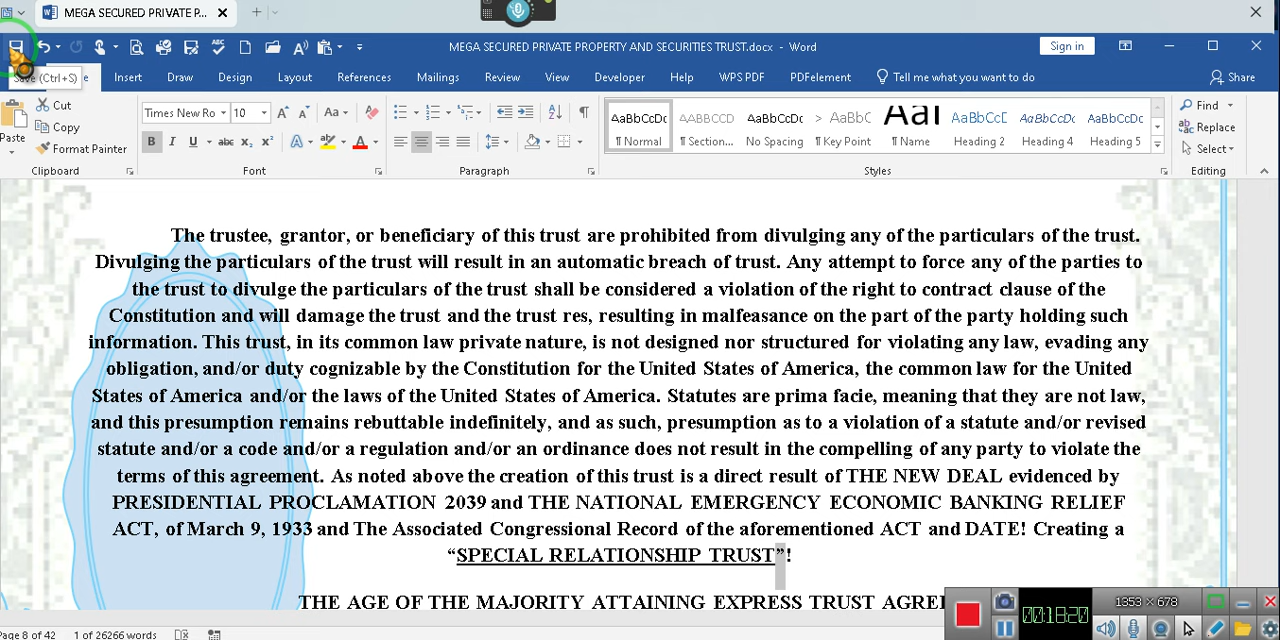 MEGA SECURED PRIVATE P...
MEGA SECURED PRIVATE PROPERTY AND SECURITIES TRUST.docx - Word
Sign in
Save (Ctrl+S)
Insert
Draw
Design
Layout
References
Mailings
Review
View
Developer
Help
WPS PDF
PDFelement
Tell me what you want to do
Share
Paste
Cut
Copy
Format Painter
Clipboard
Times New Ro
10
Font
Paragraph
AaBbCcDc
¶ Normal
AABBCCD
¶ Section...
AaBbCcDc
No Spacing
> AaBbC
¶ Key Point
AaI
¶ Name
AaBbCcD
Heading 2
AaBbCcDc
Heading 4
AaBbCcDc
Heading 5
Styles
Find
Replace
Select
Editing
The trustee, grantor, or beneficiary of this trust are prohibited from divulging any of the particulars of the trust.
Divulging the particulars of the trust will result in an automatic breach of trust. Any attempt to force any of the parties to
the trust to divulge the particulars of the trust shall be considered a violation of the right to contract clause of the
Constitution and will damage the trust and the trust res, resulting in malfeasance on the part of the party holding such
information. This trust, in its common law private nature, is not designed nor structured for violating any law, evading any
obligation, and/or duty cognizable by the Constitution for the United States of America, the common law for the United
States of America and/or the laws of the United States of America. Statutes are prima facie, meaning that they are not law,
and this presumption remains rebuttable indefinitely, and as such, presumption as to a violation of a statute and/or revised
statute and/or a code and/or a regulation and/or an ordinance does not result in the compelling of any party to violate the
terms of this agreement. As noted above the creation of this trust is a direct result of THE NEW DEAL evidenced by
PRESIDENTIAL PROCLAMATION 2039 and THE NATIONAL EMERGENCY ECONOMIC BANKING RELIEF
ACT, of March 9, 1933 and The Associated Congressional Record of the aforementioned ACT and DATE! Creating a
“SPECIAL RELATIONSHIP TRUST”!
THE AGE OF THE MAJORITY ATTAINING EXPRESS TRUST AGRE
1353 × 678
00:18:20
Page 8 of 42
1 of 26266 words